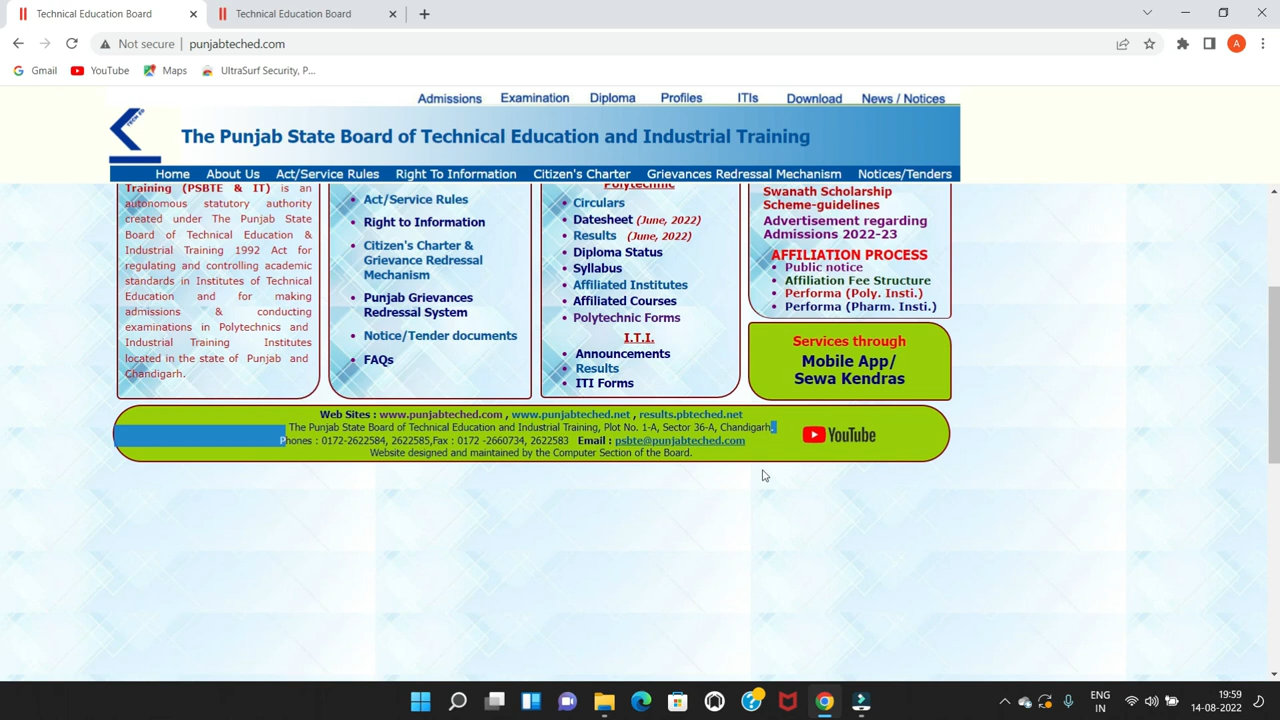 Technical Education Board
Technical Education Board
Not secure | punjabteched.com
Gmail YouTube Maps UltraSurf Security, P...
Admissions Examination Diploma Profiles ITIs Download News / Notices
The Punjab State Board of Technical Education and Industrial Training
Home About Us Act/Service Rules Right To Information Citizen's Charter Grievances Redressal Mechanism Notices/Tenders
Training (PSBTE & IT) is an
autonomous statutory authority
created under The Punjab State
Board of Technical Education &
Industrial Training 1992 Act for
regulating and controlling academic
standards in Institutes of Technical
Education and for making
admissions & conducting
examinations in Polytechnics and
Industrial Training Institutes
located in the state of Punjab and
Chandigarh.
Act/Service Rules
Right to Information
Citizen's Charter &
Grievance Redressal
Mechanism
Punjab Grievances
Redressal System
Notice/Tender documents
FAQs
Polytechnic
Circulars
Datesheet (June, 2022)
Results (June, 2022)
Diploma Status
Syllabus
Affiliated Institutes
Affiliated Courses
Polytechnic Forms
I.T.I.
Announcements
Results
ITI Forms
Swanath Scholarship
Scheme-guidelines
Advertisement regarding
Admissions 2022-23
AFFILIATION PROCESS
Public notice
Affiliation Fee Structure
Performa (Poly. Insti.)
Performa (Pharm. Insti.)
Services through
Mobile App/
Sewa Kendras
Web Sites : www.punjabteched.com , www.punjabteched.net , results.pbteched.net
The Punjab State Board of Technical Education and Industrial Training, Plot No. 1-A, Sector 36-A, Chandigarh.
Phones : 0172-2622584, 2622585,Fax : 0172 -2660734, 2622583 Email : psbte@punjabteched.com
Website designed and maintained by the Computer Section of the Board.
YouTube
ENG
IN
19:59
14-08-2022